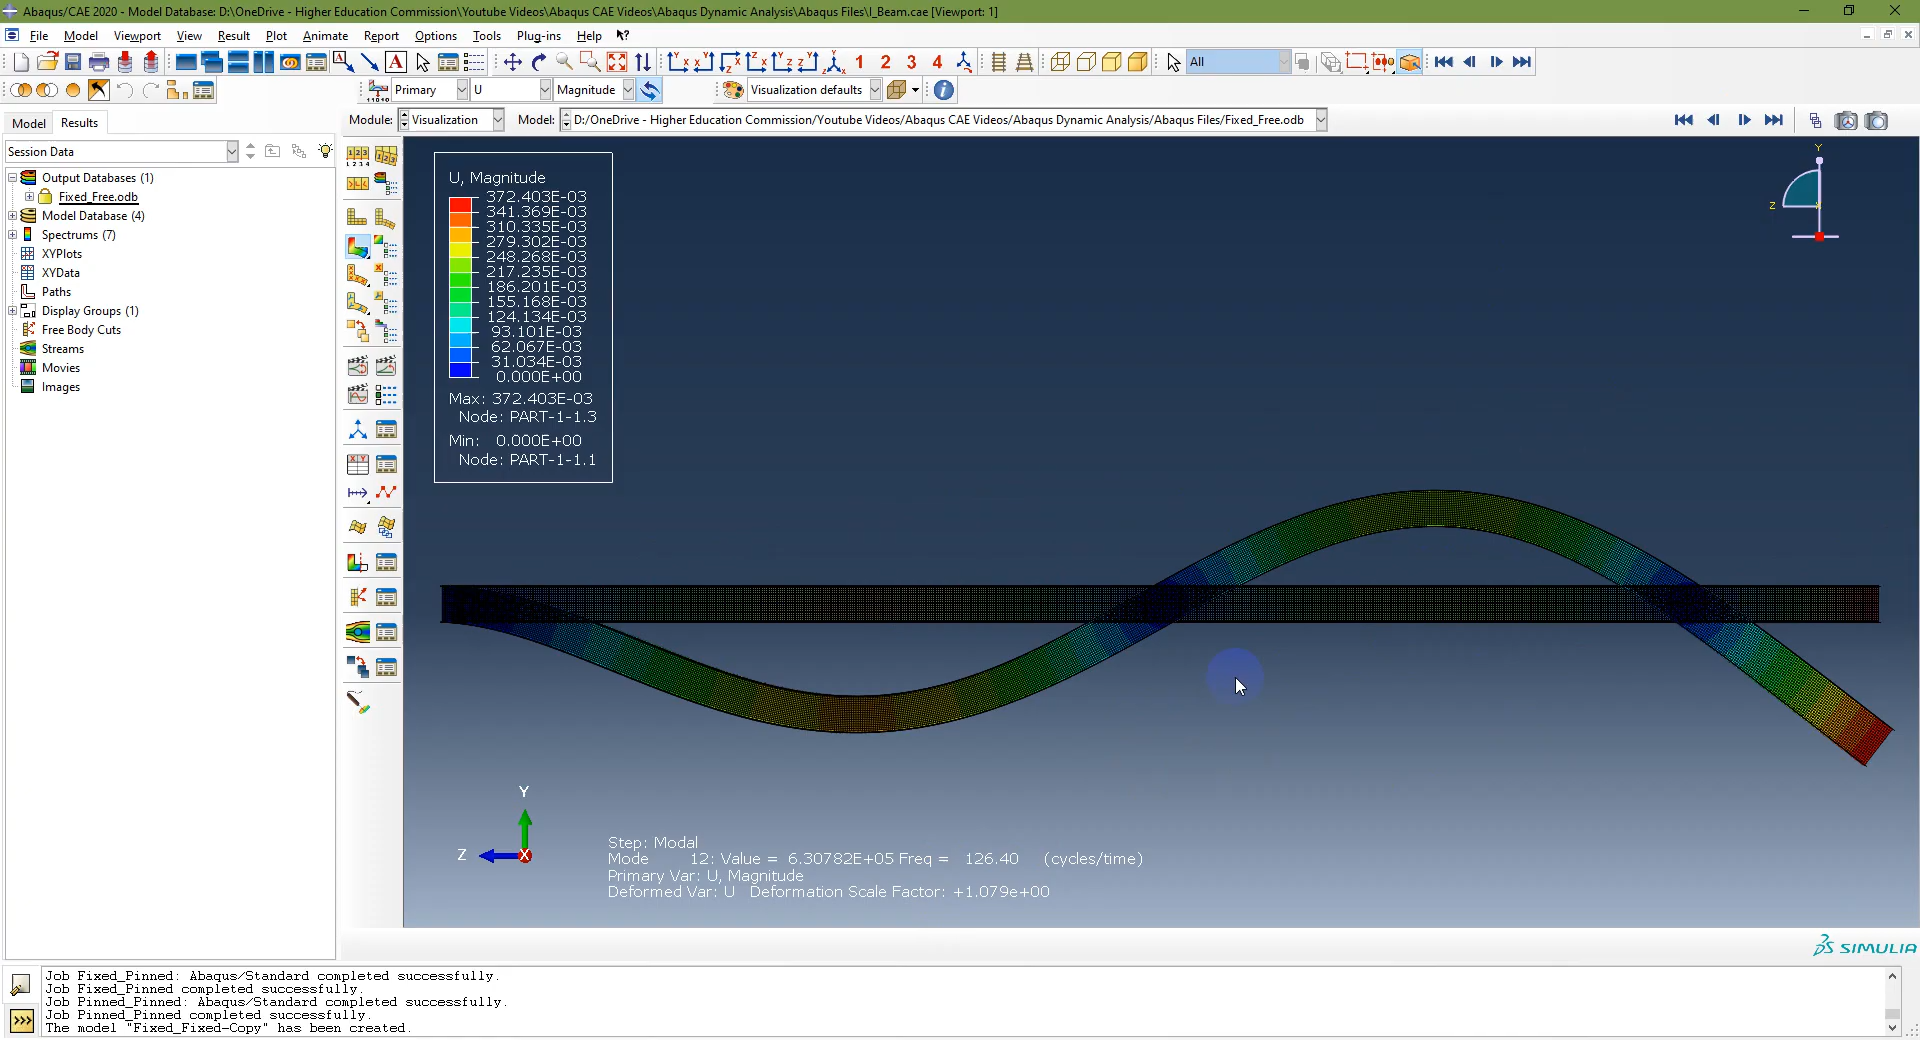 Abaqus/CAE 2020 - Model Database: D:\OneDrive - Higher Education Commission\Youtube Videos\Abaqus CAE Videos\Abaqus Dynamic Analysis\Abaqus Files\I_Beam.cae [Viewport: 1]
File Model Viewport View Result Plot Animate Report Options Tools Plug-ins Help
1 2 3 4 All
Primary U Magnitude Visualization defaults
Model Results
Module: Visualization Model: D:/OneDrive - Higher Education Commission/Youtube Videos/Abaqus CAE Videos/Abaqus Dynamic Analysis/Abaqus Files/Fixed_Free.odb
Session Data
Output Databases (1)
Fixed_Free.odb
Model Database (4)
Spectrums (7)
XYPlots
XYData
Paths
Display Groups (1)
Free Body Cuts
Streams
Movies
Images
U, Magnitude
372.403E-03
341.369E-03
310.335E-03
279.302E-03
248.268E-03
217.235E-03
186.201E-03
155.168E-03
124.134E-03
93.101E-03
62.067E-03
31.034E-03
0.000E+00
Max: 372.403E-03
Node: PART-1-1.3
Min: 0.000E+00
Node: PART-1-1.1
Y
Z
Y
Z X
Step: Modal
Mode 12: Value = 6.30782E+05 Freq = 126.40 (cycles/time)
Primary Var: U, Magnitude
Deformed Var: U Deformation Scale Factor: +1.079e+00
SIMULIA
Job Fixed_Pinned: Abaqus/Standard completed successfully.
Job Fixed_Pinned completed successfully.
Job Pinned_Pinned: Abaqus/Standard completed successfully.
Job Pinned_Pinned completed successfully.
The model "Fixed_Fixed-Copy" has been created.